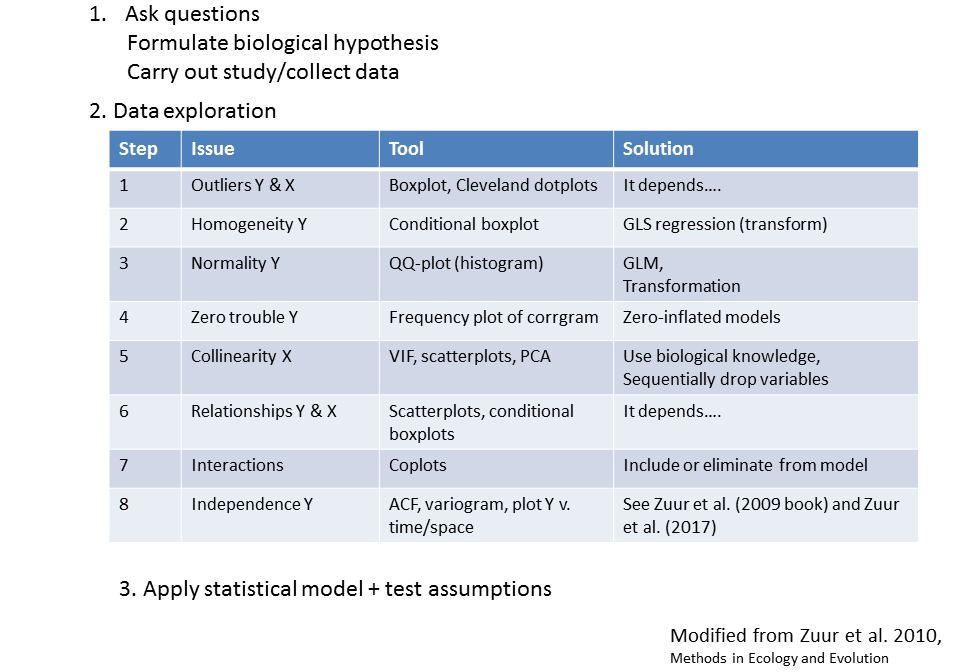 1. Ask questions
Formulate biological hypothesis
Carry out study/collect data
2. Data exploration
Step Issue Tool Solution
1 Outliers Y & X Boxplot, Cleveland dotplots It depends....
2 Homogeneity Y Conditional boxplot GLS regression (transform)
3 Normality Y QQ-plot (histogram) GLM,
Transformation
4 Zero trouble Y Frequency plot of corrgram Zero-inflated models
5 Collinearity X VIF, scatterplots, PCA Use biological knowledge,
Sequentially drop variables
6 Relationships Y & X Scatterplots, conditional It depends....
boxplots
7 Interactions Coplots Include or eliminate from model
8 Independence Y ACF, variogram, plot Y v. See Zuur et al. (2009 book) and Zuur
time/space et al. (2017)
3. Apply statistical model + test assumptions
Modified from Zuur et al. 2010,
Methods in Ecology and Evolution